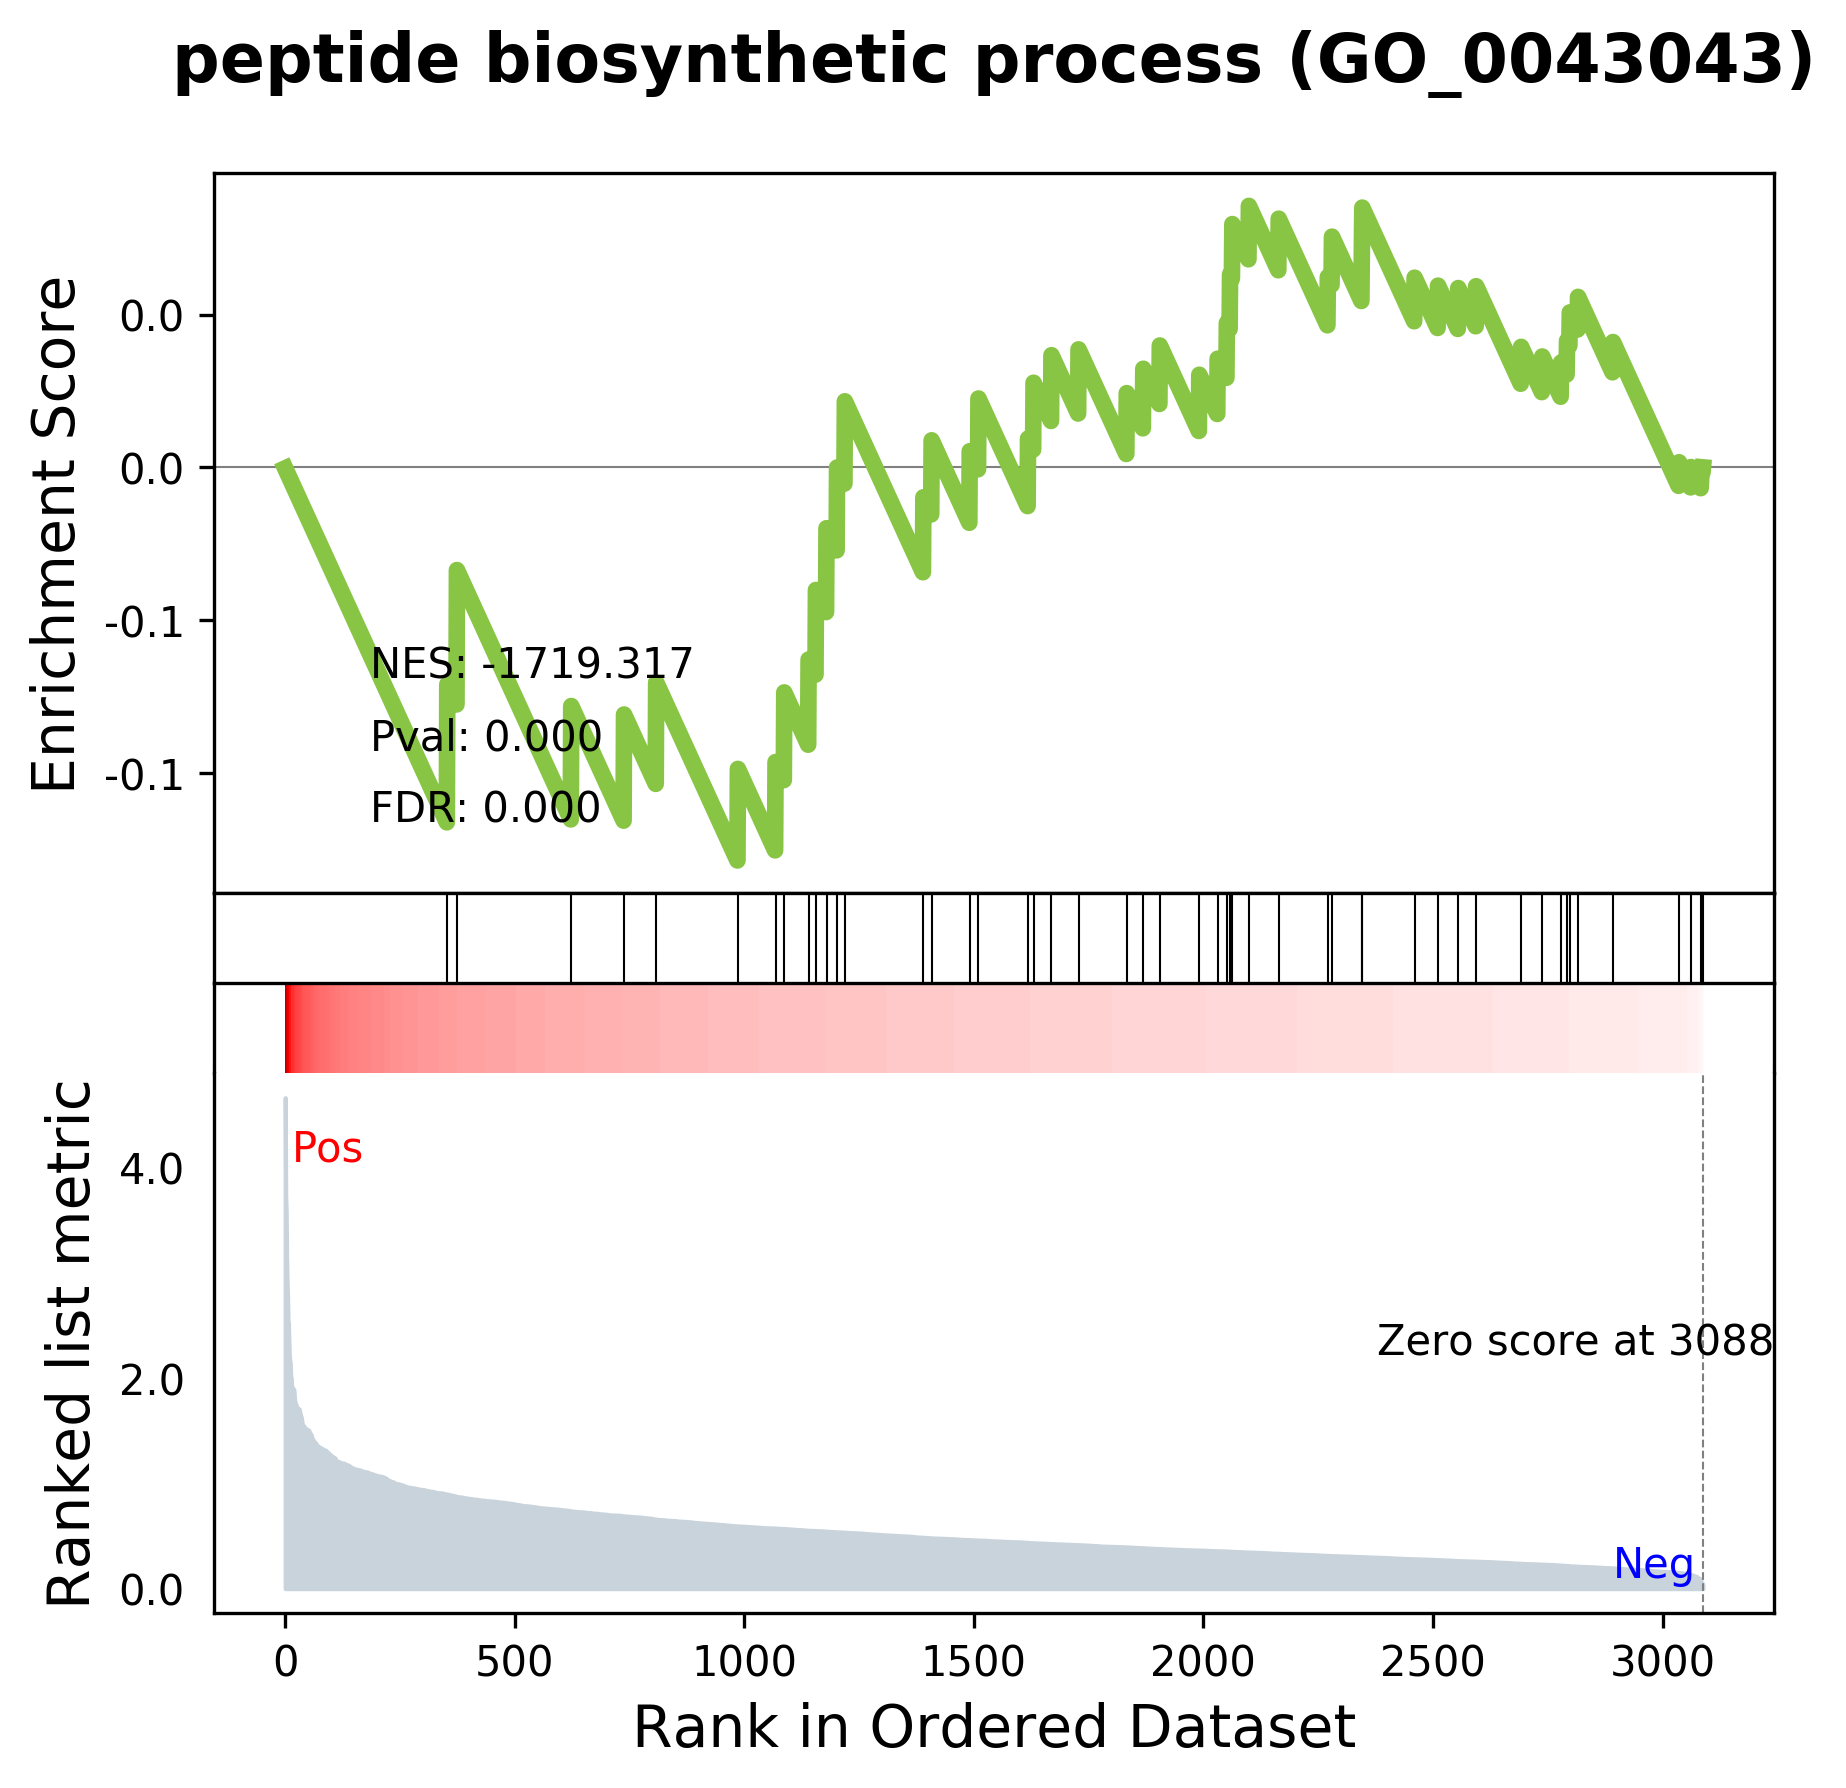 peptide biosynthetic process (GO_0043043)
Enrichment Score
0.0
0.0
-0.1
-0.1
NES: -1719.317
Pval: 0.000
FDR: 0.000
Ranked list metric
4.0
2.0
0.0
Pos
Zero score at 3088
Neg
0 500 1000 1500 2000 2500 3000
Rank in Ordered Dataset